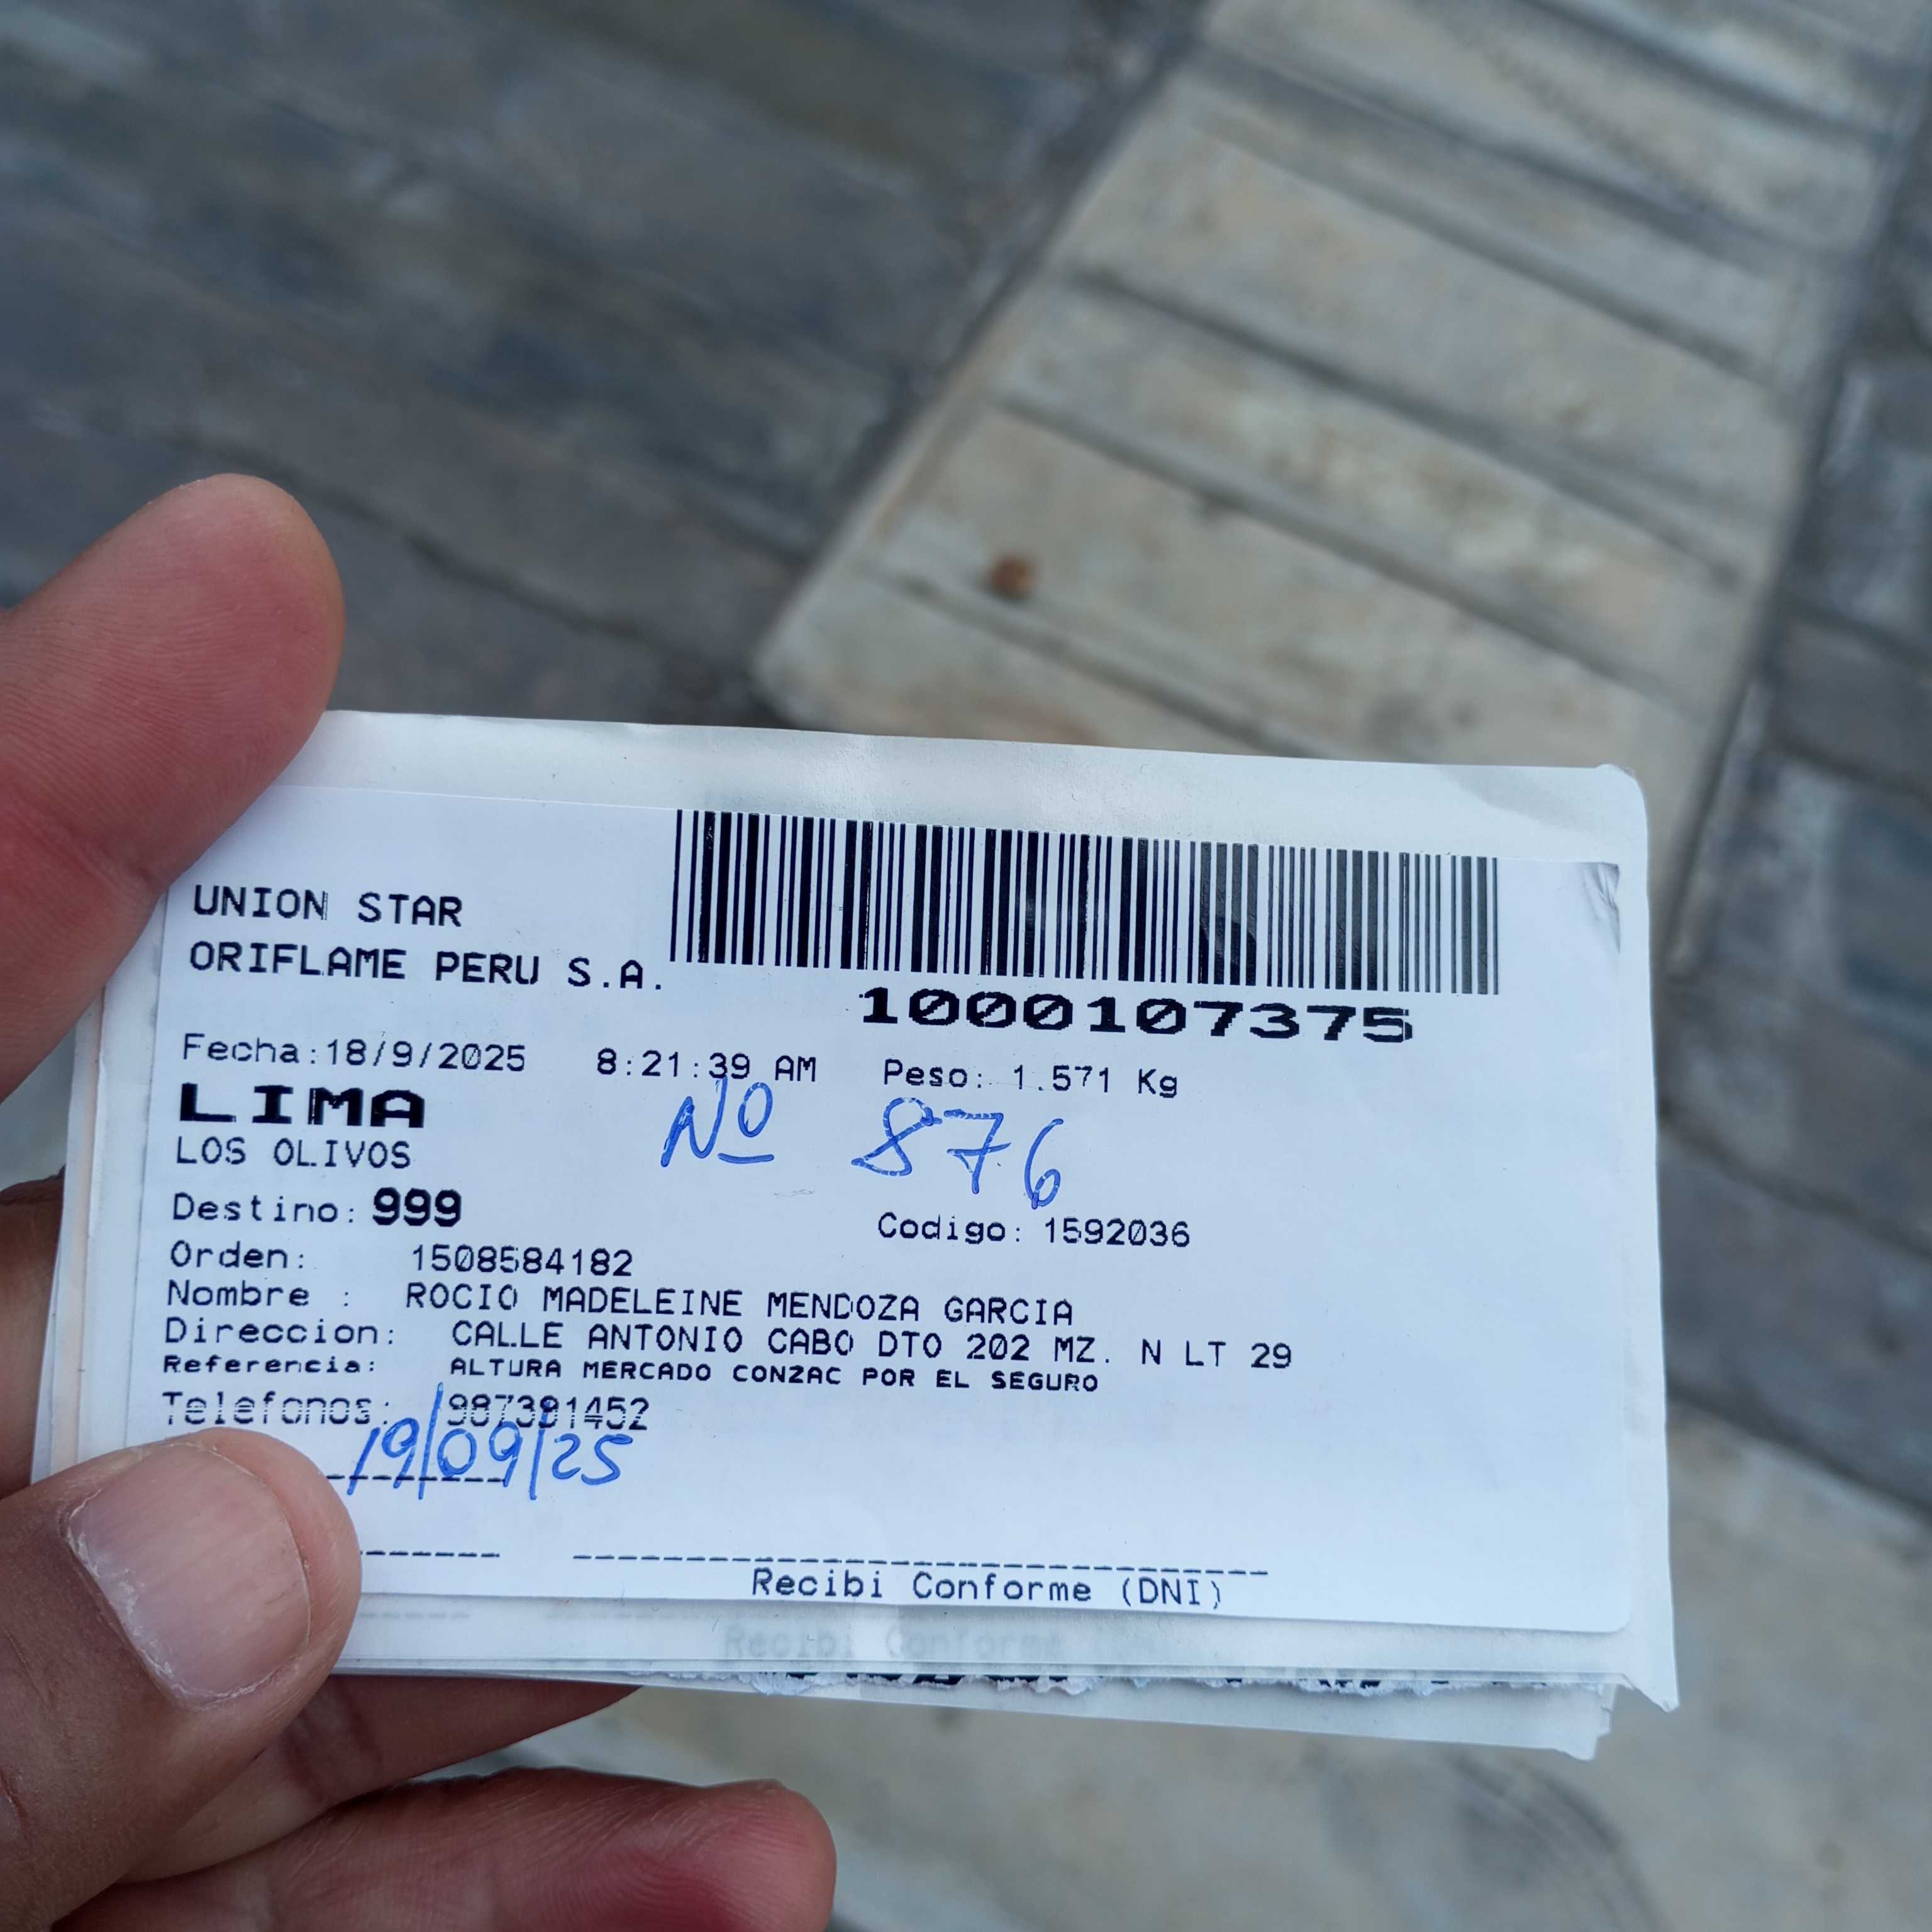 UNION STAR
ORIFLAME PERU S.A.
1000107375
Fecha:18/9/2025 8:21:39 AM Peso: 1.571 Kg
LIMA
Nº 876
LOS OLIVOS
Destino: 999
Codigo: 1592036
Orden: 1508584182
Nombre : ROCIO MADELEINE MENDOZA GARCIA
Direccion: CALLE ANTONIO CABO DTO 202 MZ. N LT 29
Referencia: ALTURA MERCADO CONZAC POR EL SEGURO
Telefonos:
19/09/25
Recibi Conforme (DNI)
Recibi Conforme